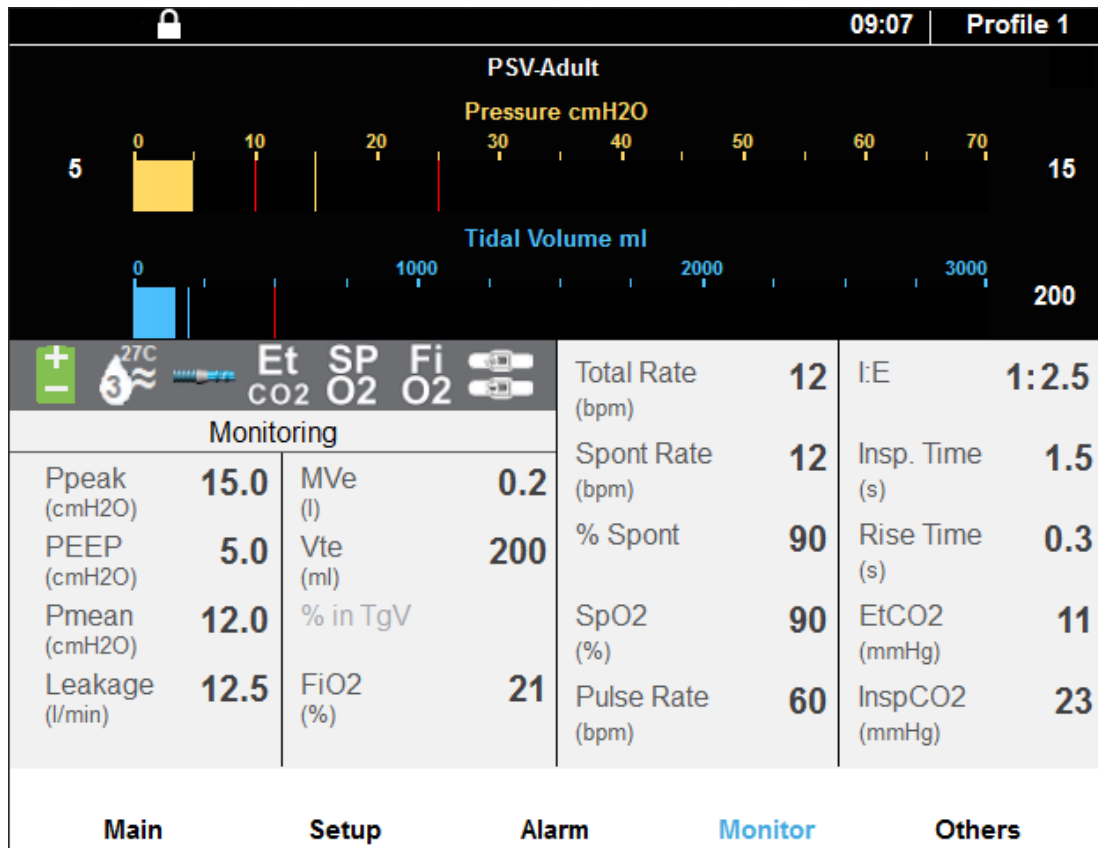 09:07 Profile 1
PSV-Adult
Pressure cmH2O
0 10 20 30 40 50 60 70
5 15
Tidal Volume ml
0 1000 2000 3000
200
27C
3
Et CO2 SP O2 Fi O2
Monitoring
Ppeak 15.0
(cmH2O)
PEEP 5.0
(cmH2O)
Pmean 12.0
(cmH2O)
Leakage 12.5
(l/min)
MVe 0.2
(l)
Vte 200
(ml)
% in TgV
FiO2 21
(%)
Total Rate 12
(bpm)
Spont Rate 12
(bpm)
% Spont 90
SpO2 90
(%)
Pulse Rate 60
(bpm)
I:E 1:2.5
Insp. Time 1.5
(s)
Rise Time 0.3
(s)
EtCO2 11
(mmHg)
InspCO2 23
(mmHg)
Main Setup Alarm Monitor Others